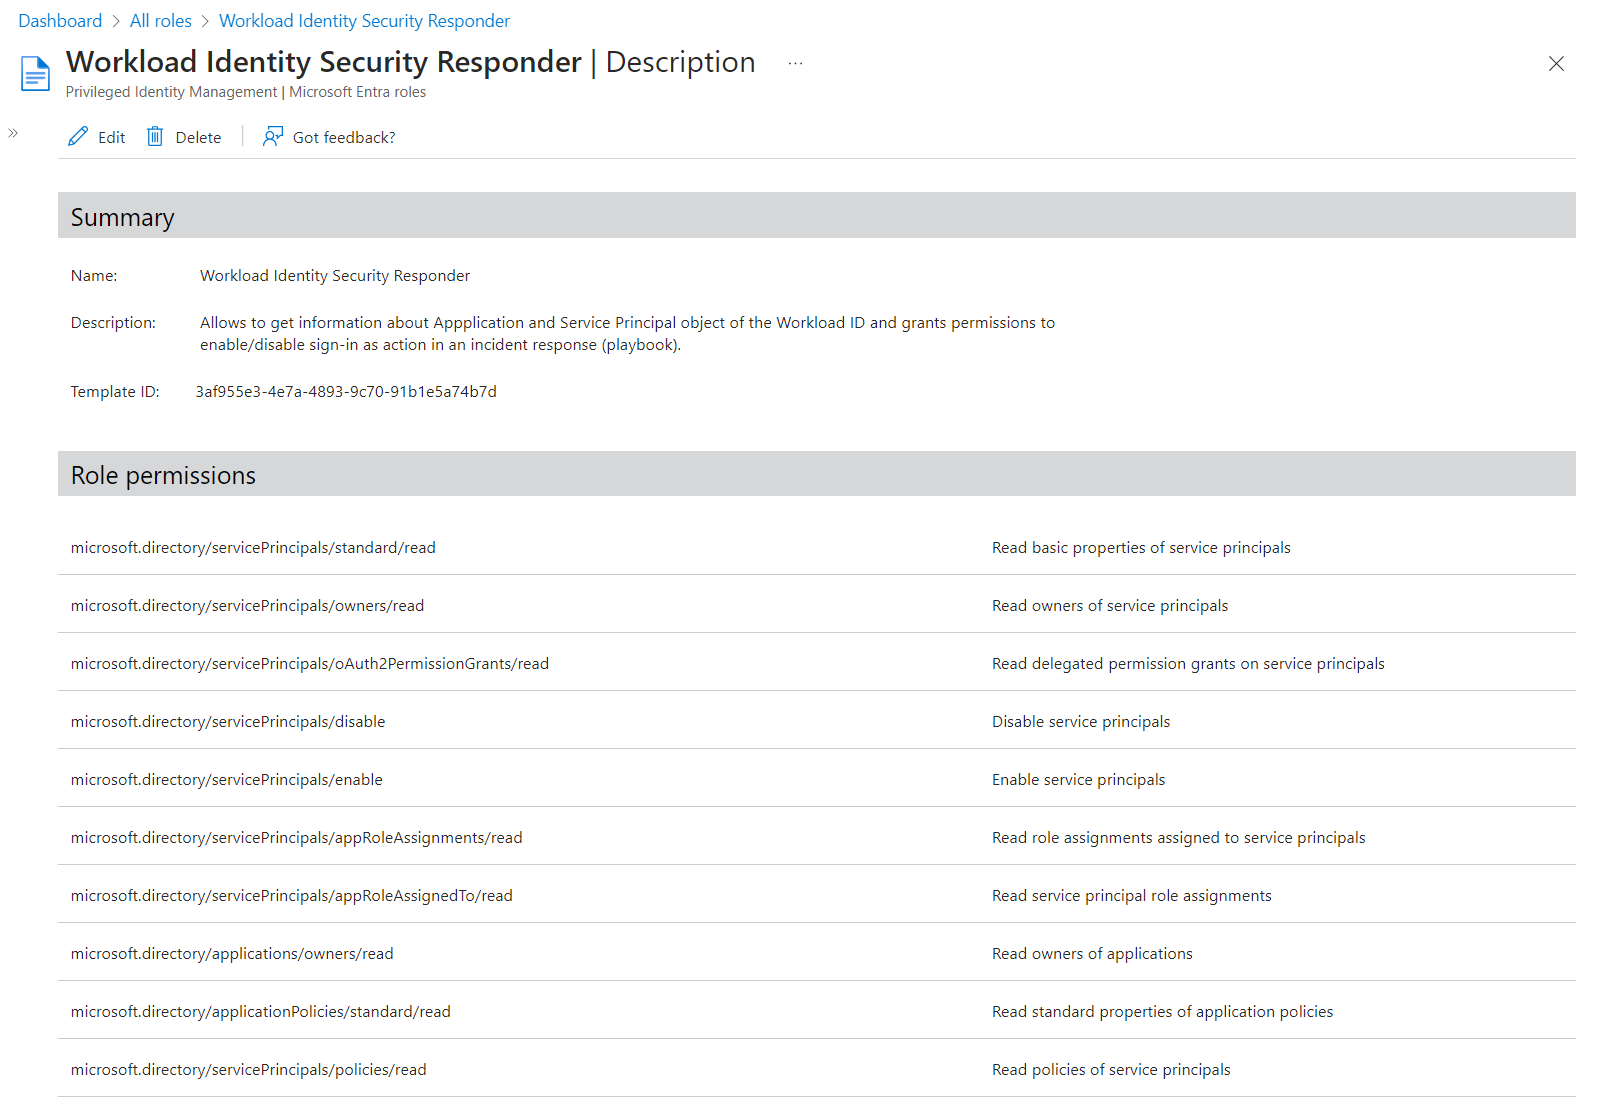 Dashboard > All roles > Workload Identity Security Responder
Workload Identity Security Responder | Description ...
Privileged Identity Management | Microsoft Entra roles
Edit Delete Got feedback?
Summary
Name: Workload Identity Security Responder
Description: Allows to get information about Appplication and Service Principal object of the Workload ID and grants permissions to
enable/disable sign-in as action in an incident response (playbook).
Template ID: 3af955e3-4e7a-4893-9c70-91b1e5a74b7d
Role permissions
microsoft.directory/servicePrincipals/standard/read Read basic properties of service principals
microsoft.directory/servicePrincipals/owners/read Read owners of service principals
microsoft.directory/servicePrincipals/oAuth2PermissionGrants/read Read delegated permission grants on service principals
microsoft.directory/servicePrincipals/disable Disable service principals
microsoft.directory/servicePrincipals/enable Enable service principals
microsoft.directory/servicePrincipals/appRoleAssignments/read Read role assignments assigned to service principals
microsoft.directory/servicePrincipals/appRoleAssignedTo/read Read service principal role assignments
microsoft.directory/applications/owners/read Read owners of applications
microsoft.directory/applicationPolicies/standard/read Read standard properties of application policies
microsoft.directory/servicePrincipals/policies/read Read policies of service principals